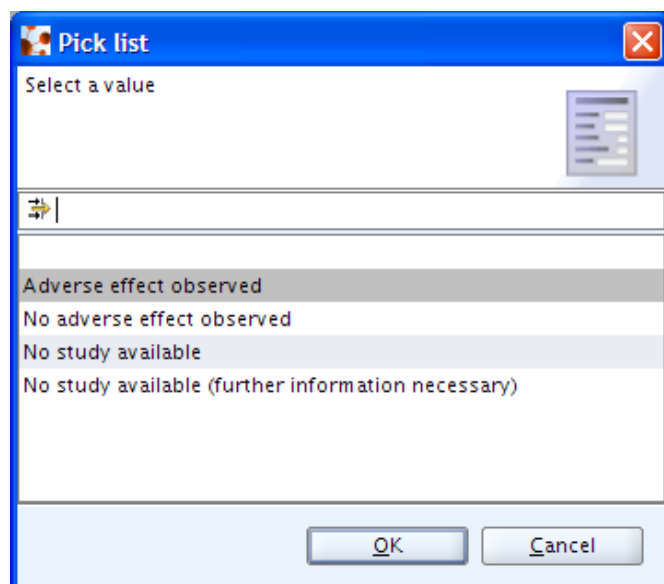 Pick list
Select a value
Adverse effect observed
No adverse effect observed
No study available
No study available (further information necessary)
OK
Cancel